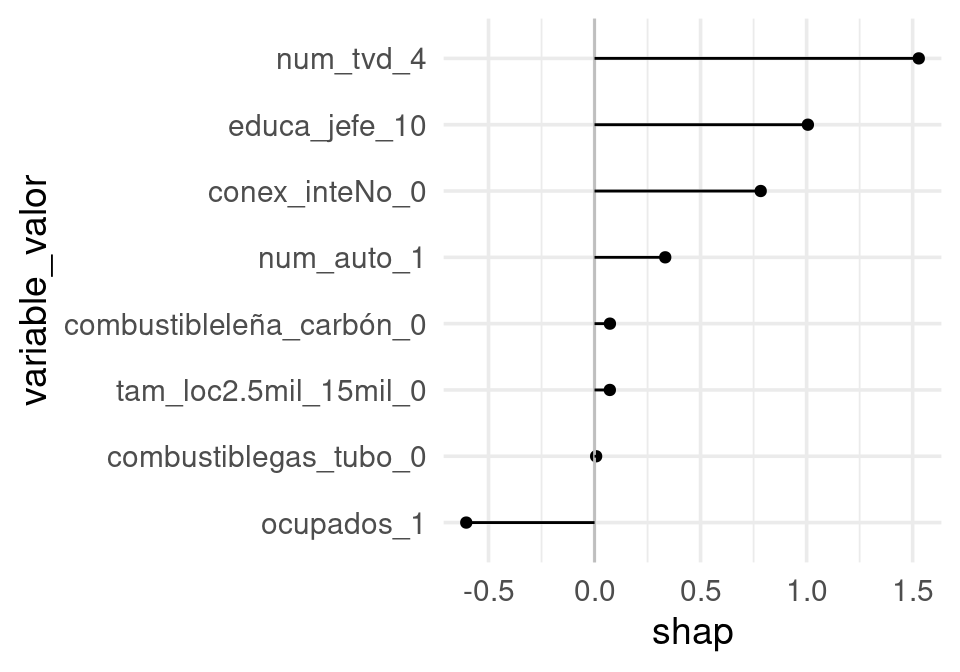 variable_valor
num_tvd_4
educa_jefe_10
conex_inteNo_0
num_auto_1
combustibleleña_carbón_0
tam_loc2.5mil_15mil_0
combustiblegas_tubo_0
ocupados_1
-0.5 0.0 0.5 1.0 1.5
shap